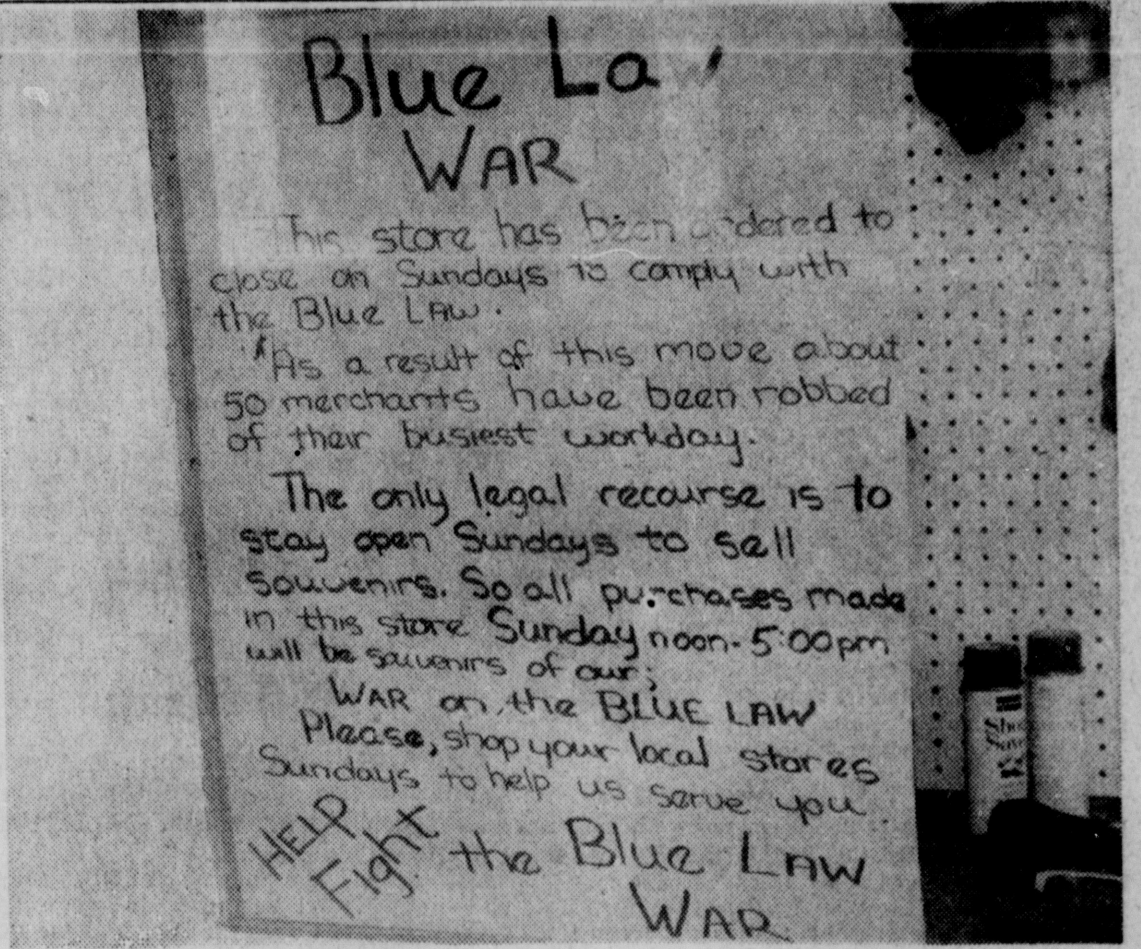 Blue Law
WAR
This store has been ordered to
close on Sundays to comply with
the Blue LAW.
As a result of this move about
50 merchants have been robbed
of their busiest workday.
The only legal recourse is to
stay open Sundays to sell
souvenirs. So all purchases made
in this store Sunday noon-5:00pm
will be souvenirs of our;
WAR on the BLUE LAW
Please, shop your local stores
Sundays to help us serve you.
HELP
Fight the Blue LAW
WAR